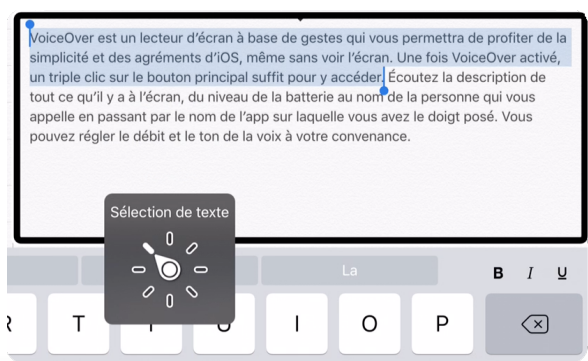 VoiceOver est un lecteur d'écran à base de gestes qui vous permettra de profiter de la
simplicité et des agréments d'iOS, même sans voir l'écran. Une fois VoiceOver activé,
un triple clic sur le bouton principal suffit pour y accéder. Écoutez la description de
tout ce qu'il y a à l'écran, du niveau de la batterie au nom de la personne qui vous
appelle en passant par le nom de l'app sur laquelle vous avez le doigt posé. Vous
pouvez régler le débit et le ton de la voix à votre convenance.
Sélection de texte
La
B I U
T I O P